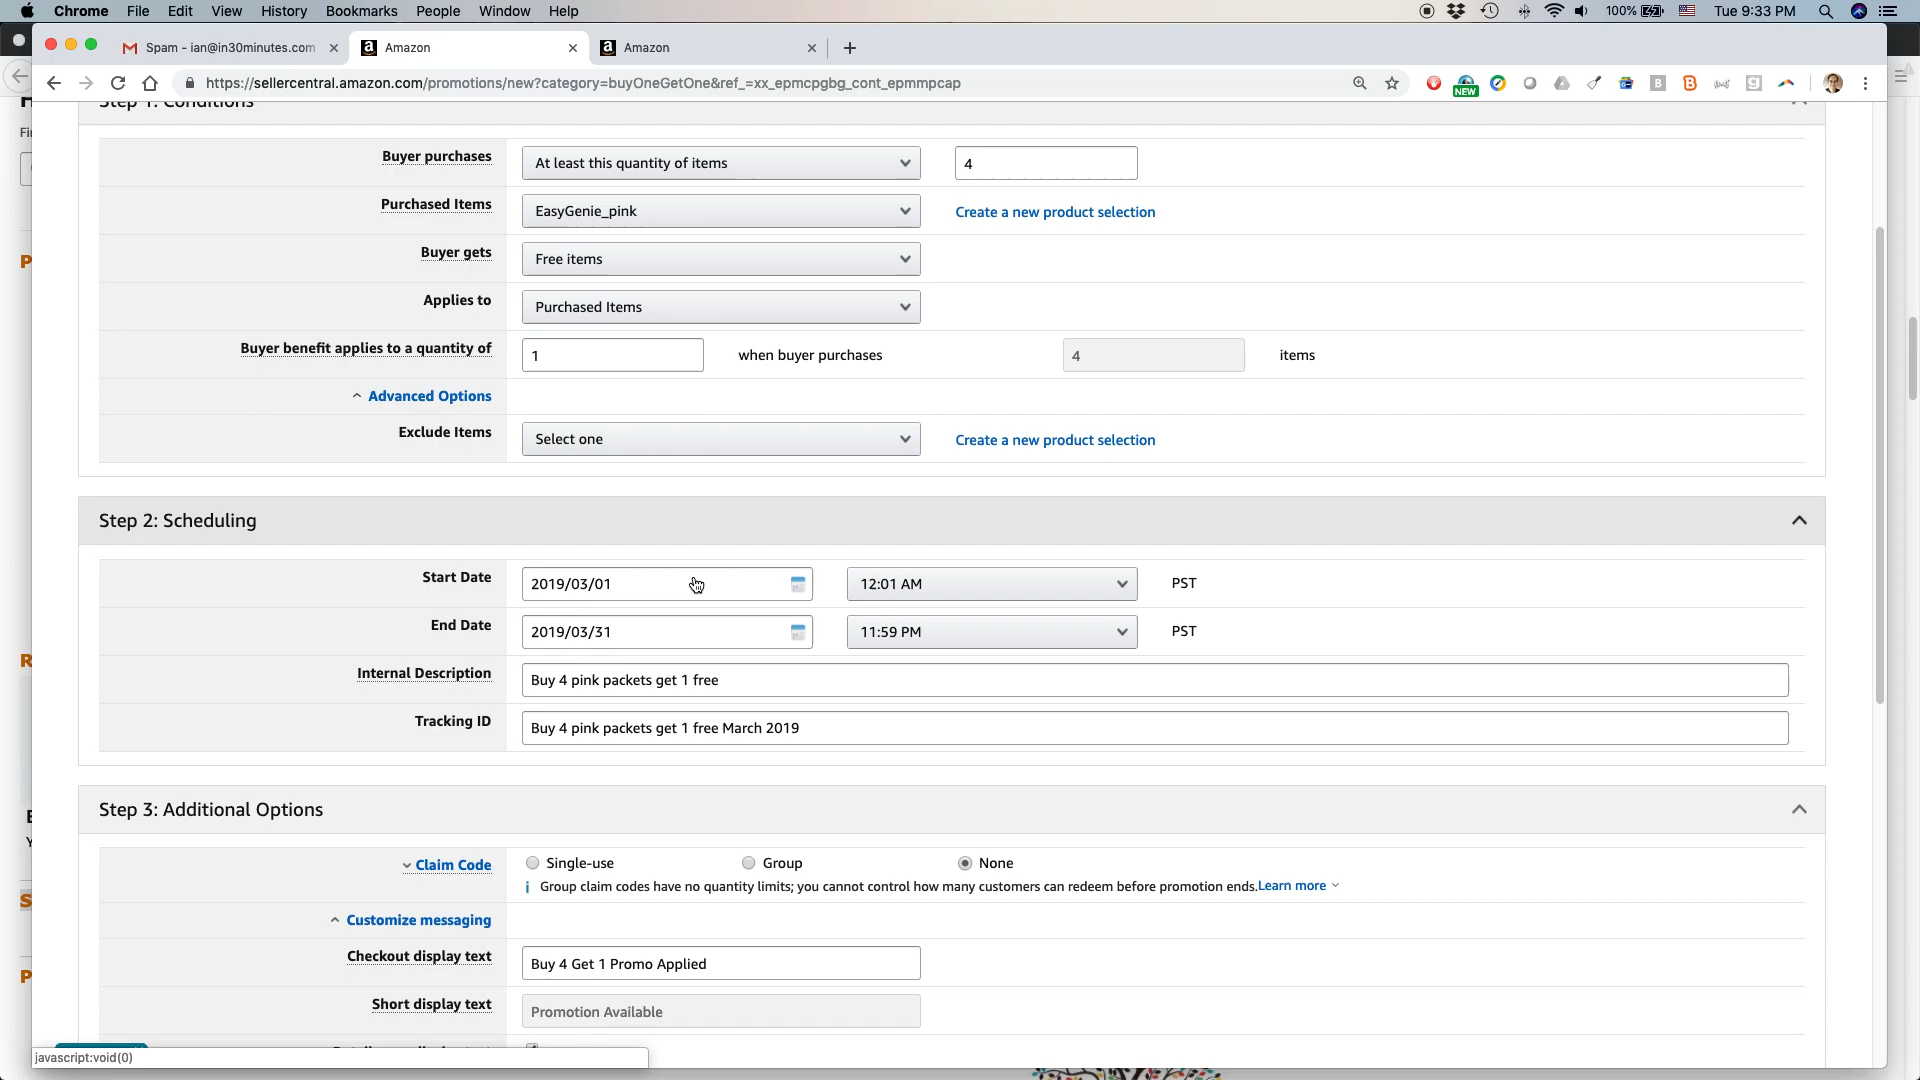 Chrome File Edit View History Bookmarks People Window Help 100% Tue 9:33 PM
Spam - ian@in30minutes.com Amazon Amazon
https://sellercentral.amazon.com/promotions/new?category=buyOneGetOne&ref_=xx_epmcpgbg_cont_epmmpcap NEW
Step 1: Conditions
Buyer purchases At least this quantity of items 4
Purchased Items EasyGenie_pink Create a new product selection
Buyer gets Free items
Applies to Purchased Items
Buyer benefit applies to a quantity of 1 when buyer purchases 4 items
Advanced Options
Exclude Items Select one Create a new product selection
Step 2: Scheduling
Start Date 2019/03/01 12:01 AM PST
End Date 2019/03/31 11:59 PM PST
Internal Description Buy 4 pink packets get 1 free
Tracking ID Buy 4 pink packets get 1 free March 2019
Step 3: Additional Options
Claim Code Single-use Group None
Group claim codes have no quantity limits; you cannot control how many customers can redeem before promotion ends.Learn more
Customize messaging
Checkout display text Buy 4 Get 1 Promo Applied
Short display text Promotion Available
javascript:void(0)